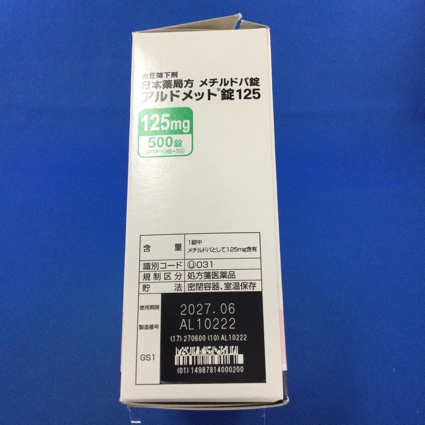 血圧降下剤
日本薬局方 メチルドパ錠
アルドメット®錠125
125mg
500錠
(PTP10錠×50)
含量 1錠中
メチルドパとして125mg含有
識別コード Ⓤ031
規制区分 処方箋医薬品
貯法 密閉容器、室温保存
使用期限 2027.06
製造番号 AL10222
(17) 270600 (10) AL10222
GS1
(01) 14987814000200